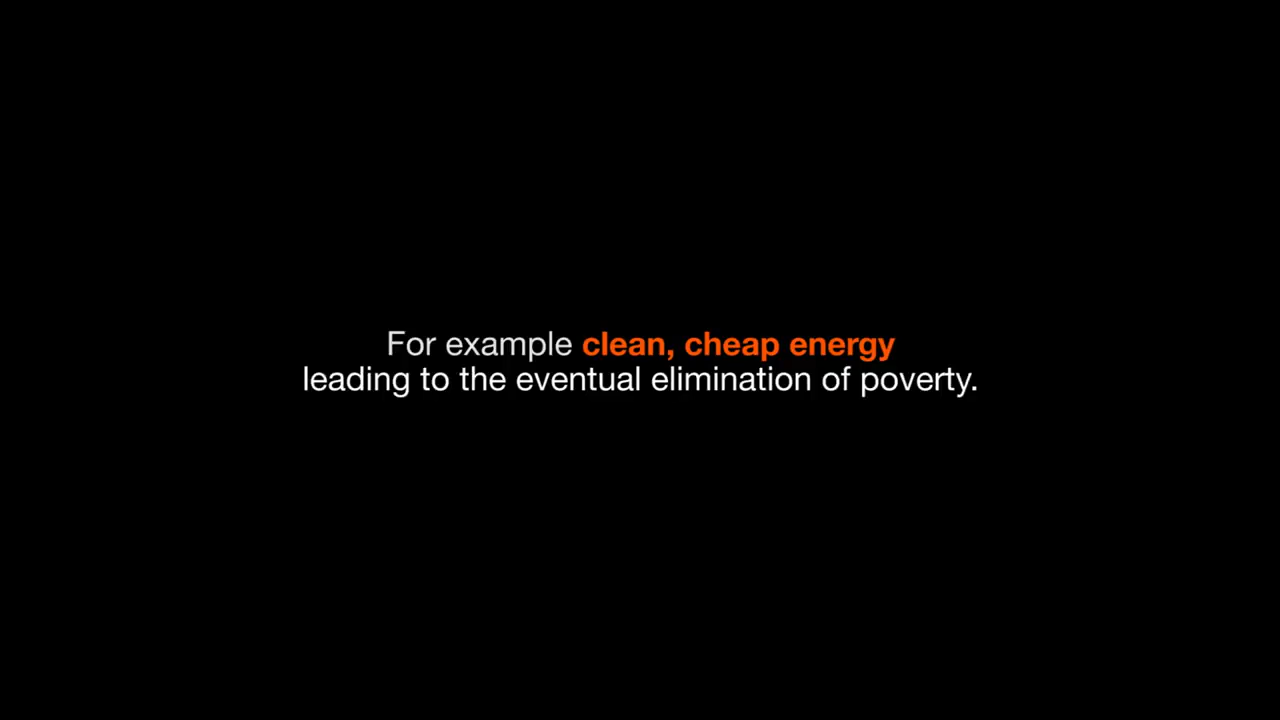 For example clean, cheap energy
leading to the eventual elimination of poverty.